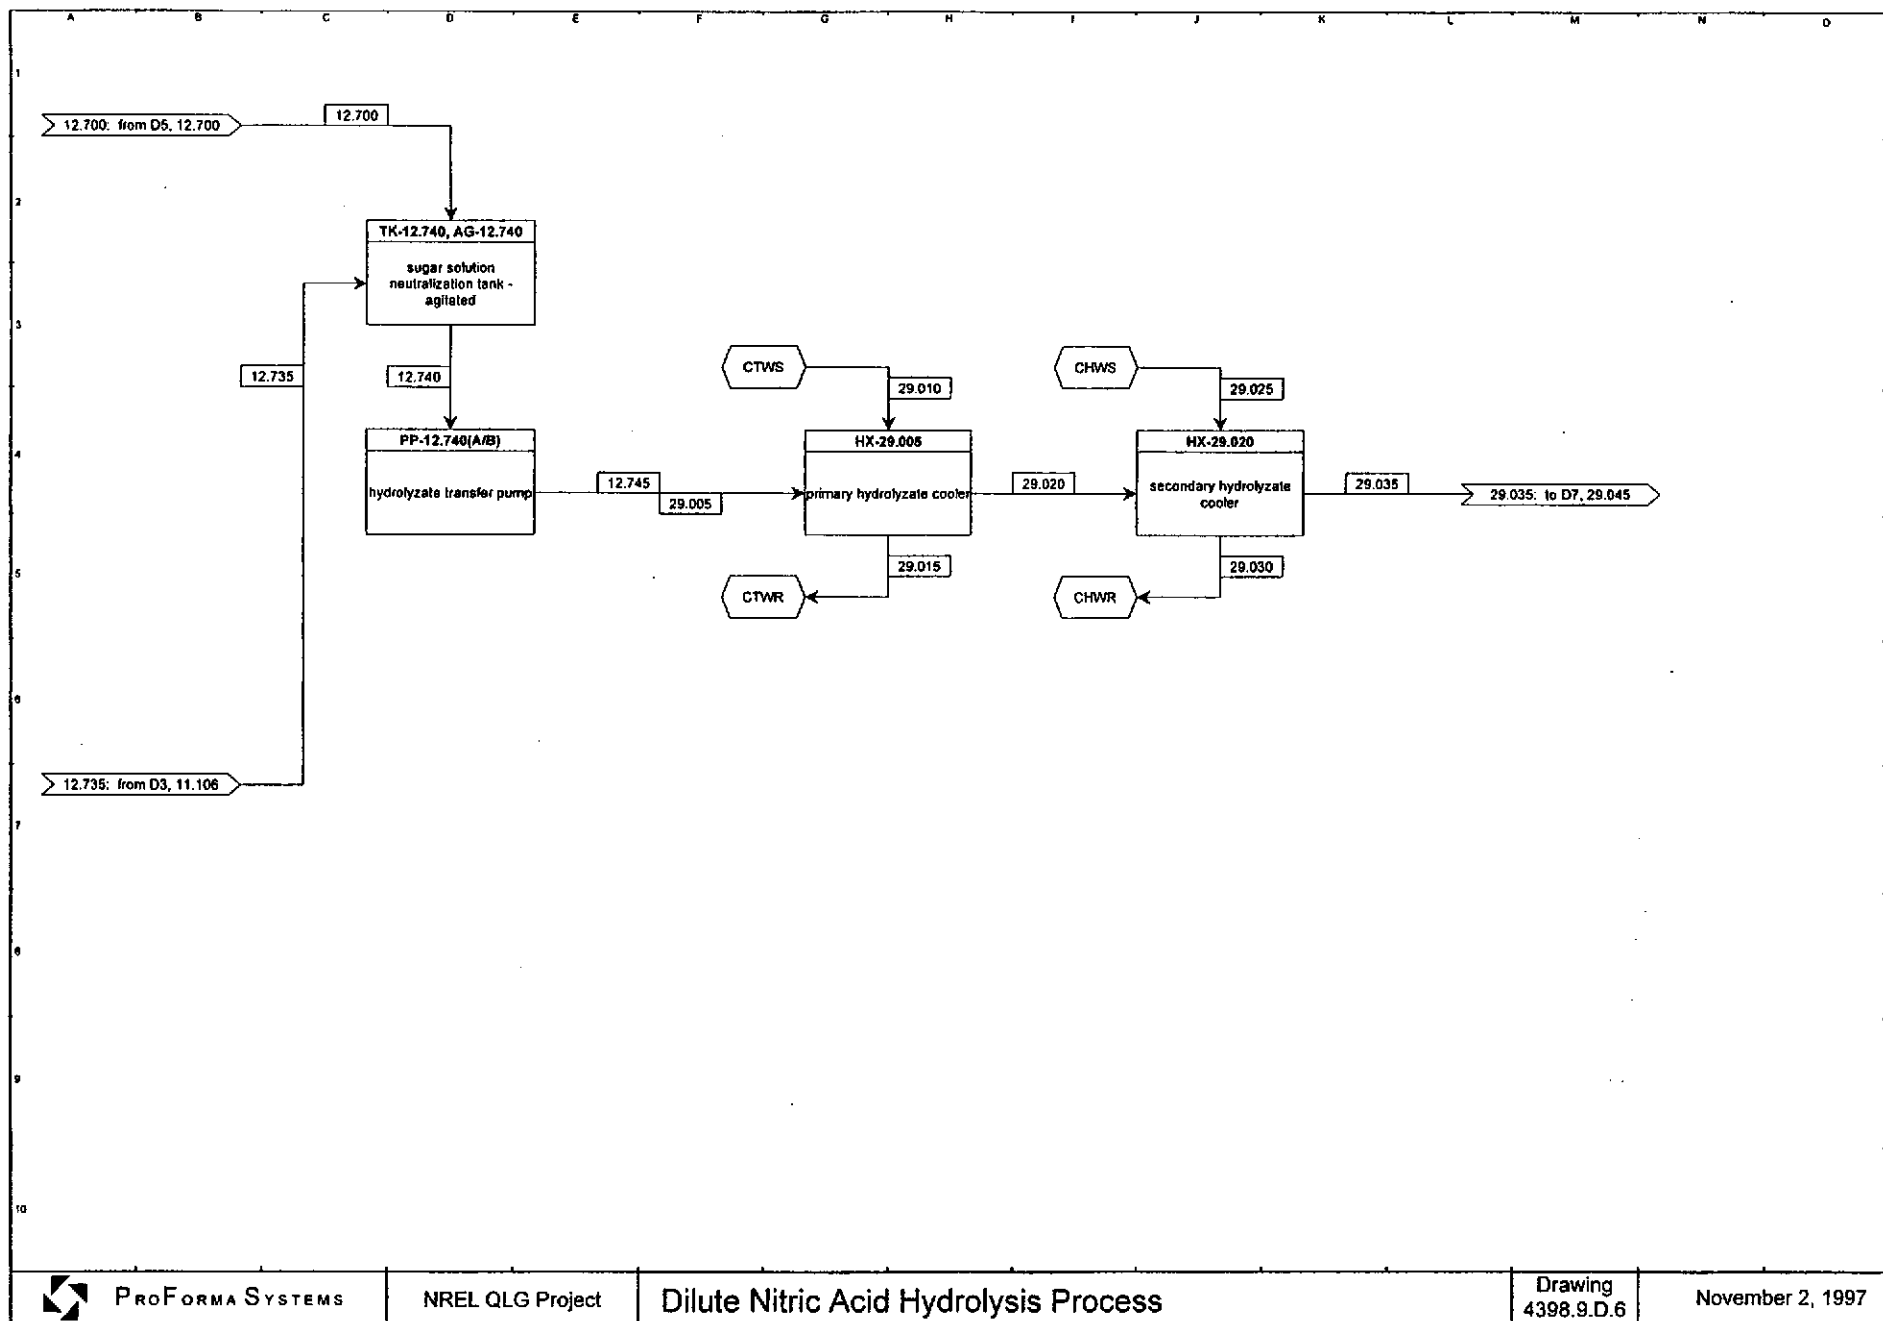 A B C D E F G H I J K L M N O
1
12.700: from D5, 12.700
12.700
2
TK-12.740, AG-12.740
sugar solution
neutralization tank -
agitated
3
12.735
12.740
CTWS
29.010
CHWS
29.025
4
PP-12.740(A/B)
hydrolyzate transfer pump
12.745
29.005
HX-29.005
primary hydrolyzate cooler
29.020
HX-29.020
secondary hydrolyzate
cooler
29.035
29.035: to D7, 29.045
5
29.015
CTWR
29.030
CHWR
6
12.735: from D3, 11.106
7
8
9
10
PROFORMA SYSTEMS
NREL QLG Project
Dilute Nitric Acid Hydrolysis Process
Drawing
4398.9.D.6
November 2, 1997